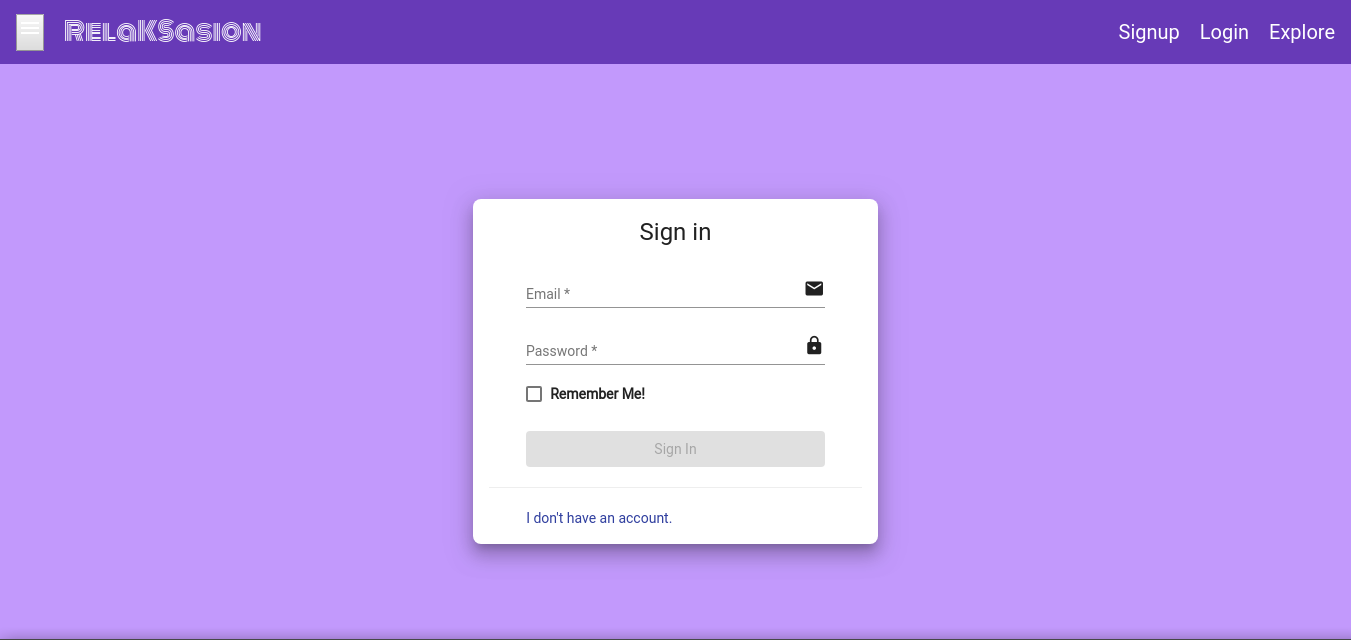 RELaKSasION
Signup Login Explore
Sign in
Email *
Password *
Remember Me!
Sign In
I don't have an account.